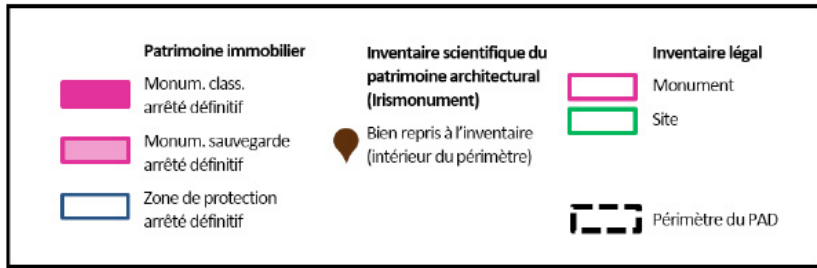 Patrimoine immobilier
Monum. class.
arrêté définitif
Monum. sauvegarde
arrêté définitif
Zone de protection
arrêté définitif
Inventaire scientifique du
patrimoine architectural
(Irismonument)
Bien repris à l'inventaire
(intérieur du périmètre)
Inventaire légal
Monument
Site
Périmètre du PAD